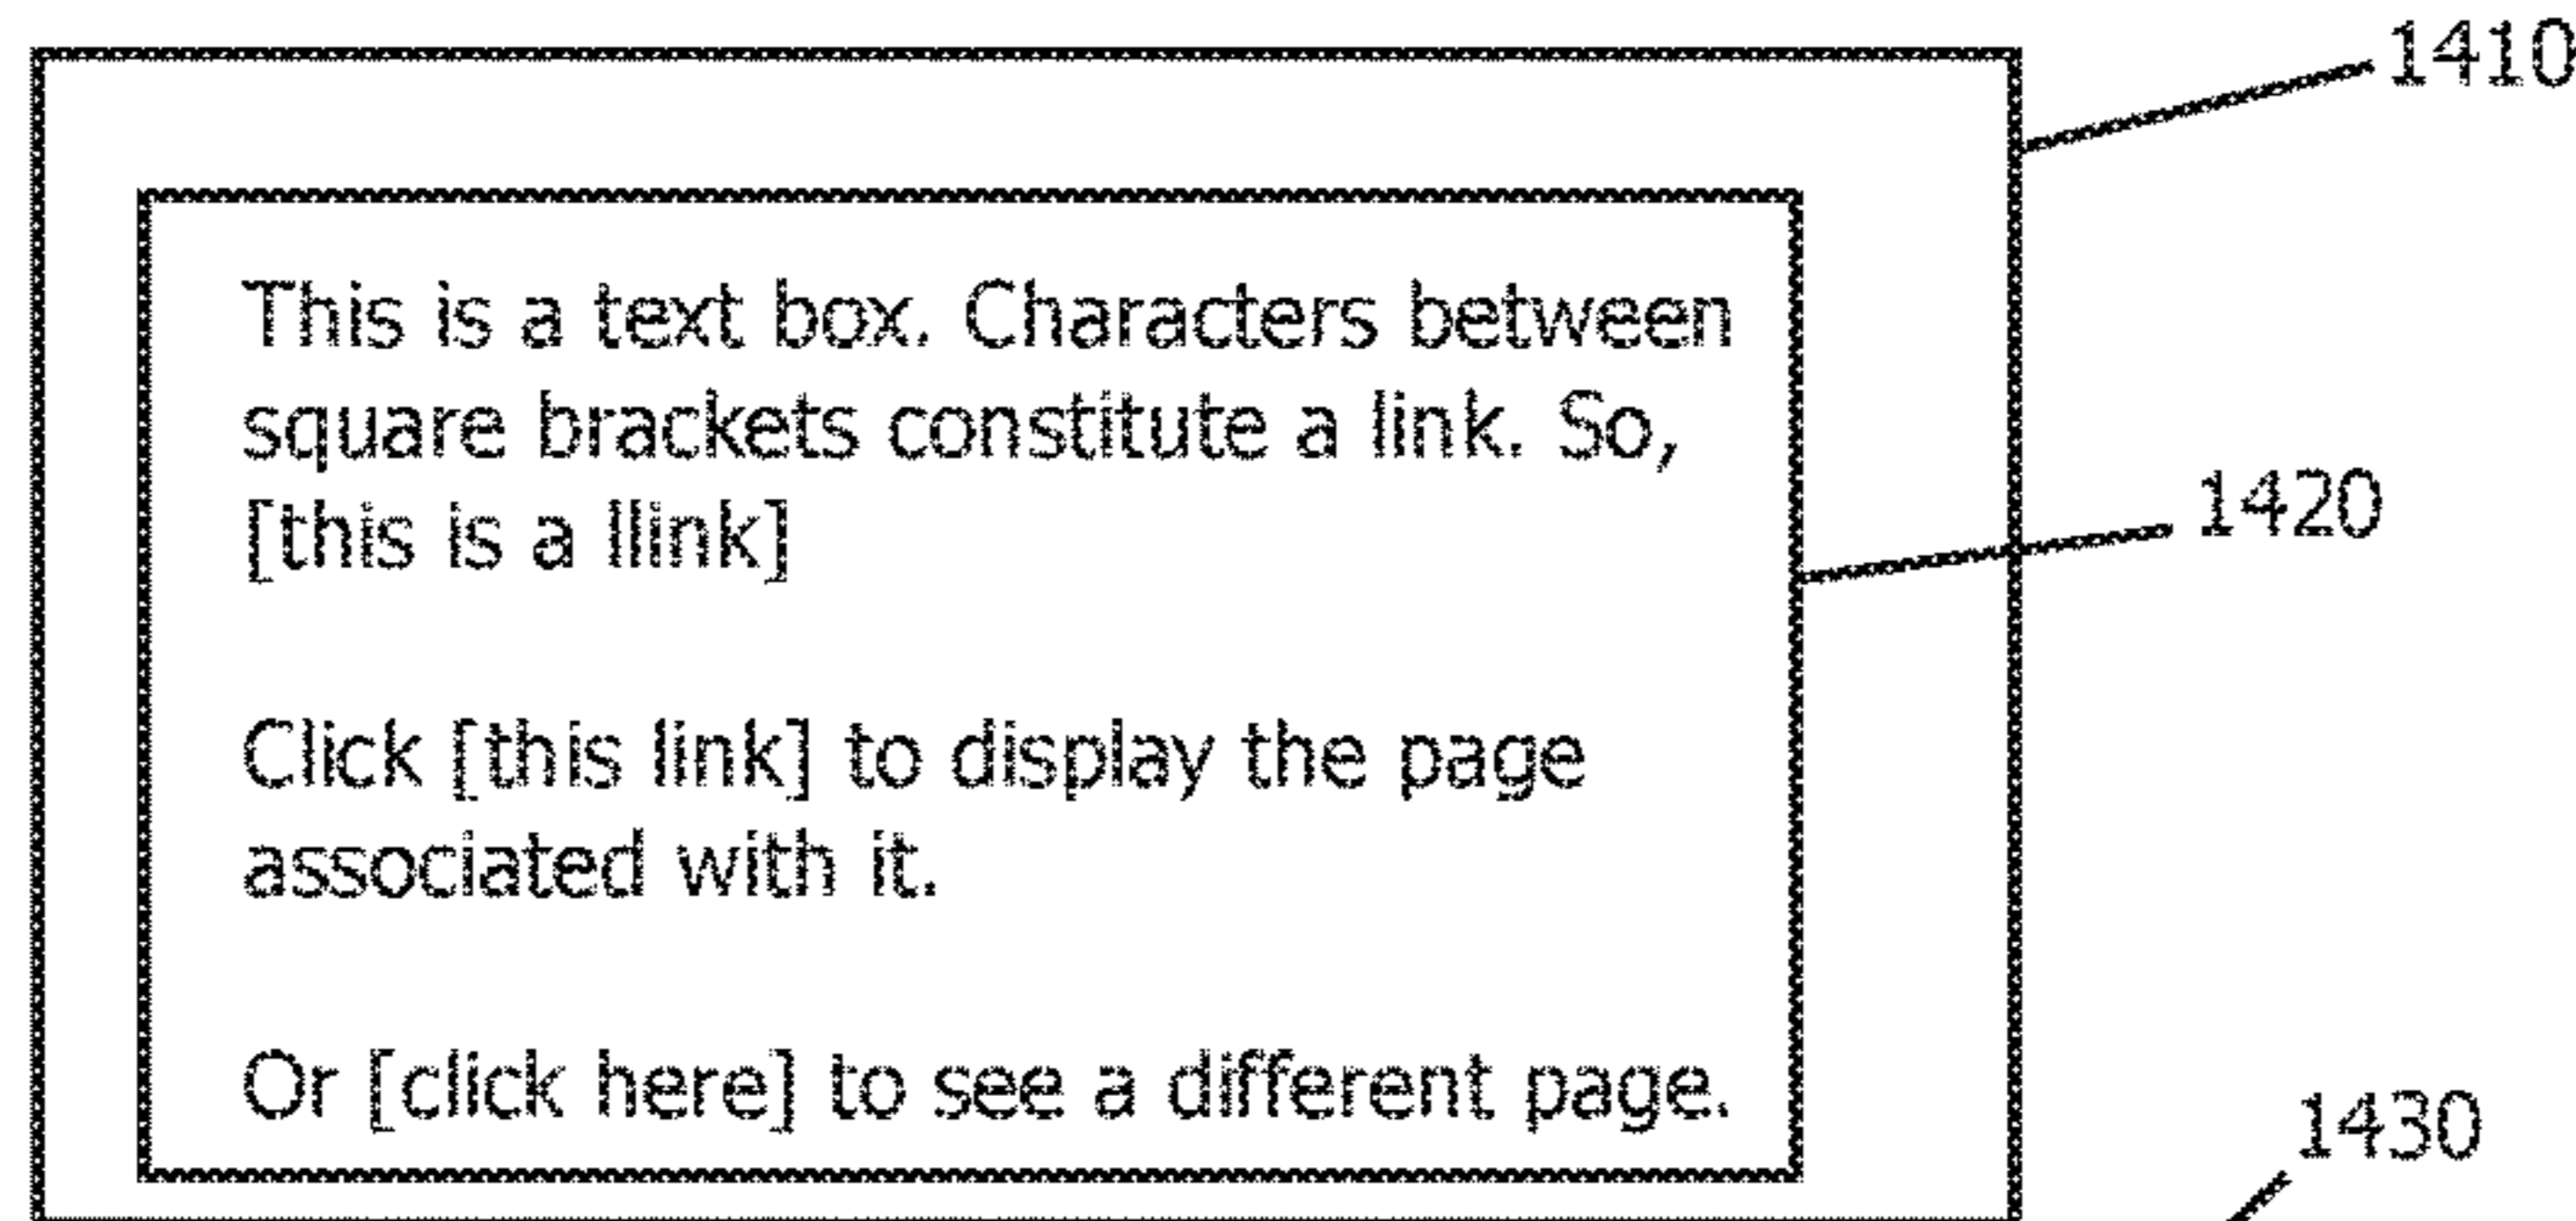 1410
This is a text box. Characters between
square brackets constitute a link. So,
1420
[this is a llink]
Click [this link] to display the page
associated with it.
Or [click here] to see a different page.
1430